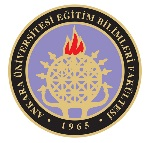 ANKARA ÜNİVERSİTESİ EĞİTİM BİLİMLERİ FAKÜLTESİ
• 1965 •